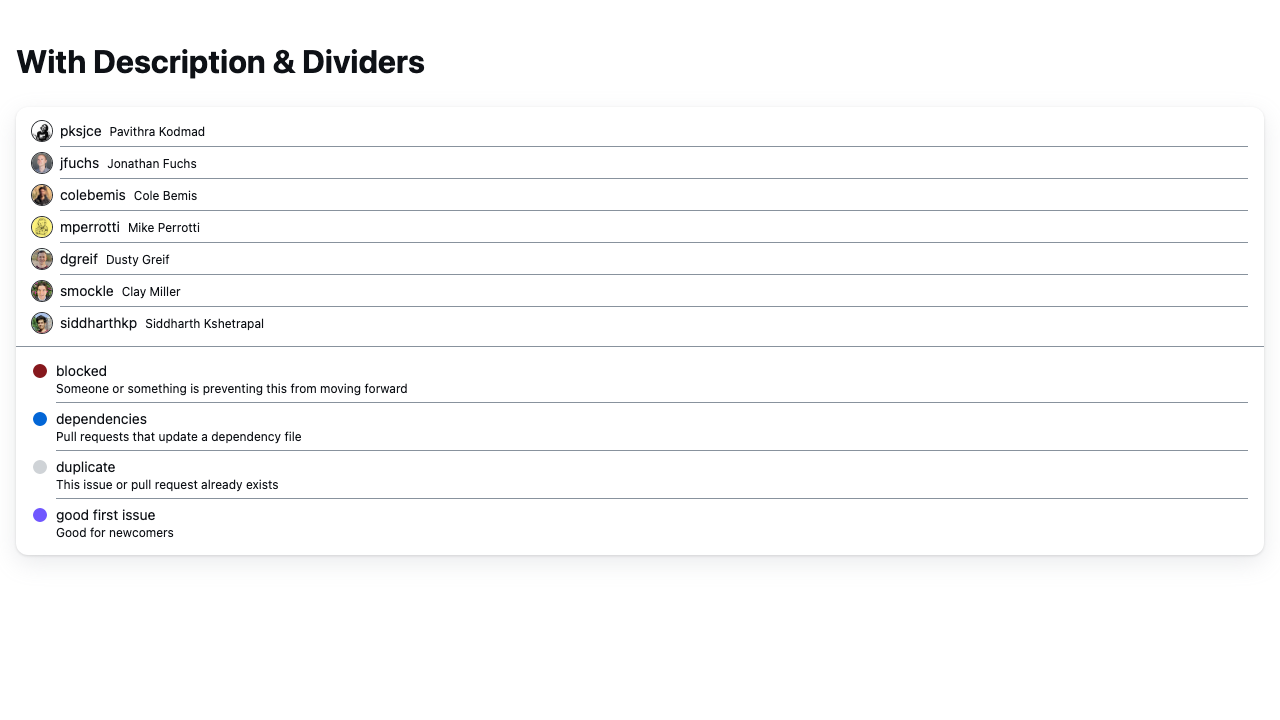 With Description & Dividers
pksjce Pavithra Kodmad
jfuchs Jonathan Fuchs
colebemis Cole Bemis
mperrotti Mike Perrotti
dgreif Dusty Greif
smockle Clay Miller
siddharthkp Siddharth Kshetrapal
blocked
Someone or something is preventing this from moving forward
dependencies
Pull requests that update a dependency file
duplicate
This issue or pull request already exists
good first issue
Good for newcomers